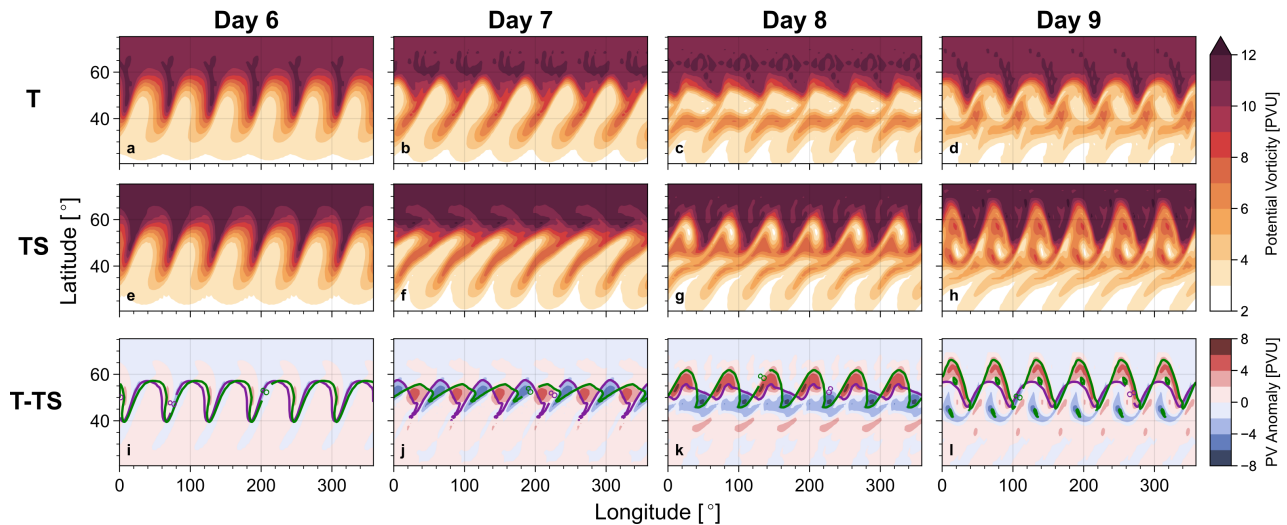 Day 6 Day 7 Day 8 Day 9
T
60
40
a b c d
TS
60
40
e f g h
T-TS
60
40
i j k l
0 100 200 300 0 100 200 300 0 100 200 300 0 100 200 300
Latitude [°]
Longitude [°]
12
10
8
6
4
2
Potential Vorticity [PVU]
8
4
0
−4
−8
PV Anomaly [PVU]